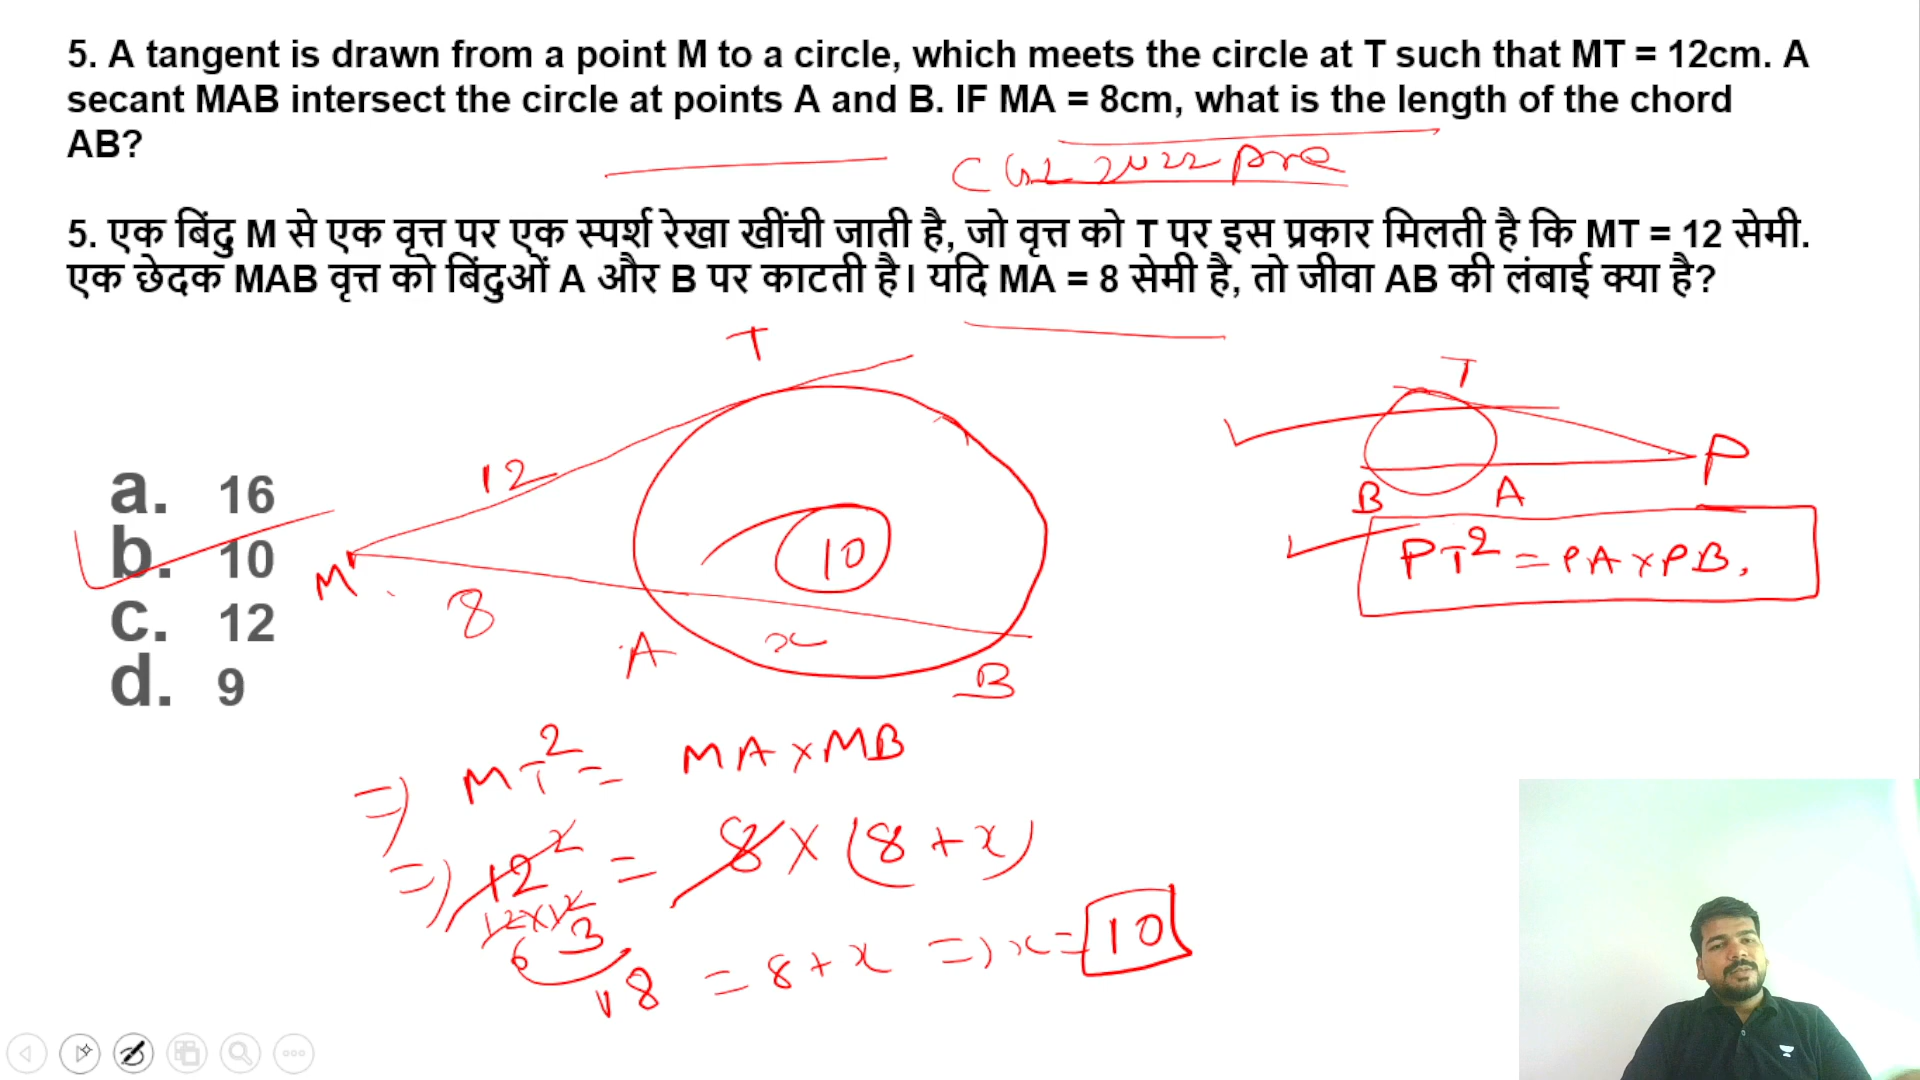 5. A tangent is drawn from a point M to a circle, which meets the circle at T such that MT = 12cm. A
secant MAB intersect the circle at points A and B. IF MA = 8cm, what is the length of the chord
AB?
CGL 2022 pre
5. एक बिंदु M से एक वृत्त पर एक स्पर्श रेखा खींची जाती है, जो वृत्त को T पर इस प्रकार मिलती है कि MT = 12 सेमी.
एक छेदक MAB वृत्त को बिंदुओं A और B पर काटती है। यदि MA = 8 सेमी है, तो जीवा AB की लंबाई क्या है?
a. 16
b. 10
c. 12
d. 9
T
12
M
8
A
x
B
10
T
P
B
A
PT² = PA x PB.
⇒ MT² = MA x MB
⇒ 12² = 8 x (8 + x)
12x12
6 3
18 = 8 + x ⇒ x = 10